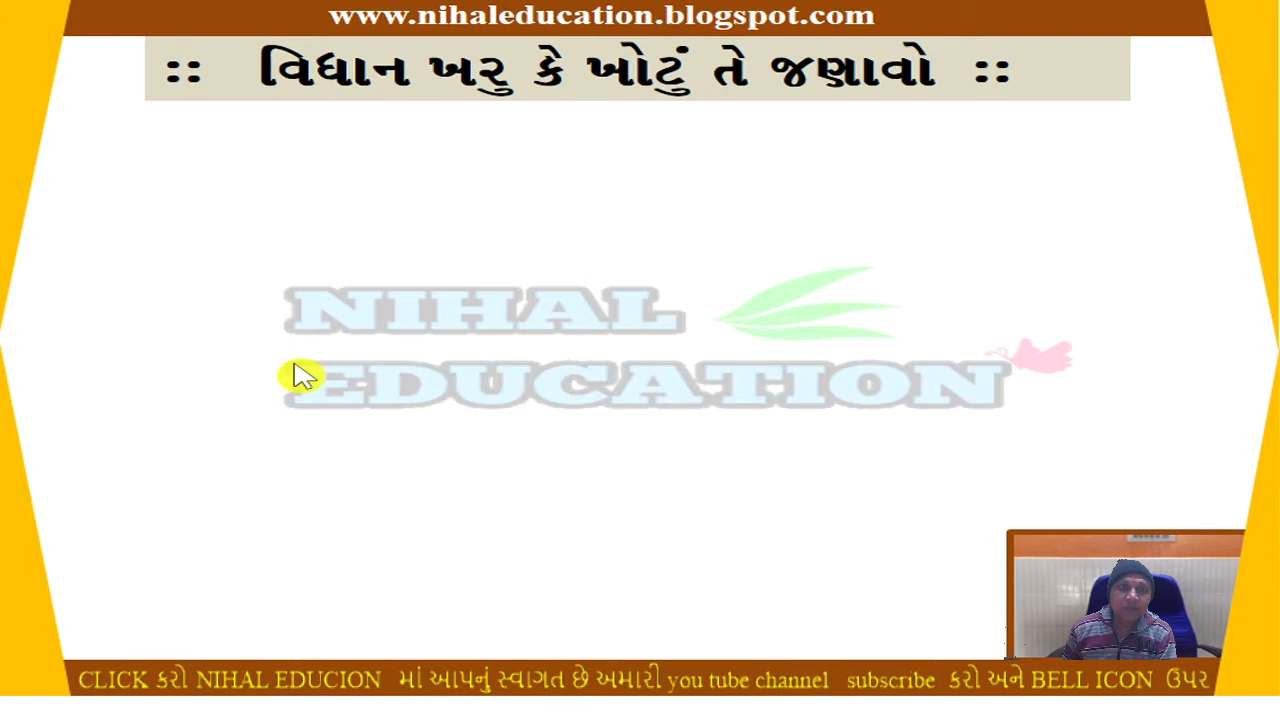 www.nihaleducation.blogspot.com
:: વિધાન ખરુ કે ખોટું તે જણાવો ::
NIHAL
EDUCATION
CLICK કરો NIHAL EDUCION માં આપનું સ્વાગત છે અમારી you tube channel subscribe કરો અને BELL ICON ઉપર